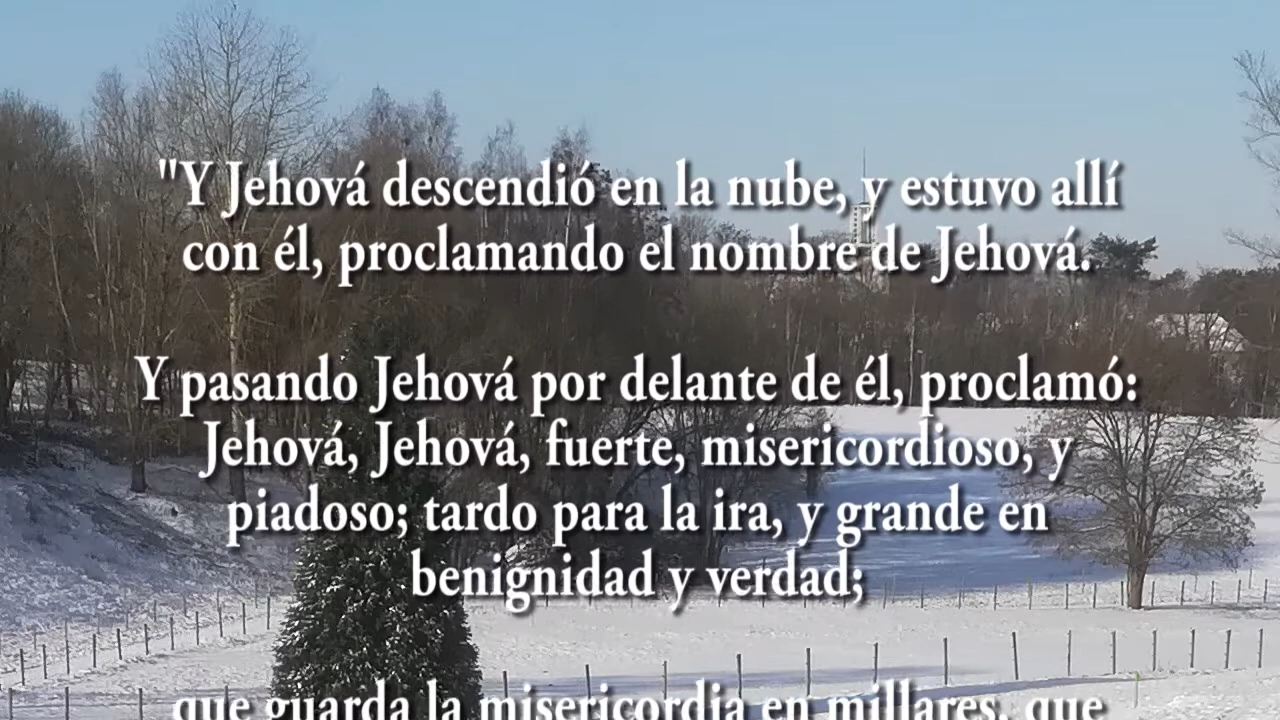 "Y Jehová descendió en la nube, y estuvo allí
con él, proclamando el nombre de Jehová.
Y pasando Jehová por delante de él, proclamó:
Jehová, Jehová, fuerte, misericordioso, y
piadoso; tardo para la ira, y grande en
benignidad y verdad;
que guarda la misericordia en millares, que